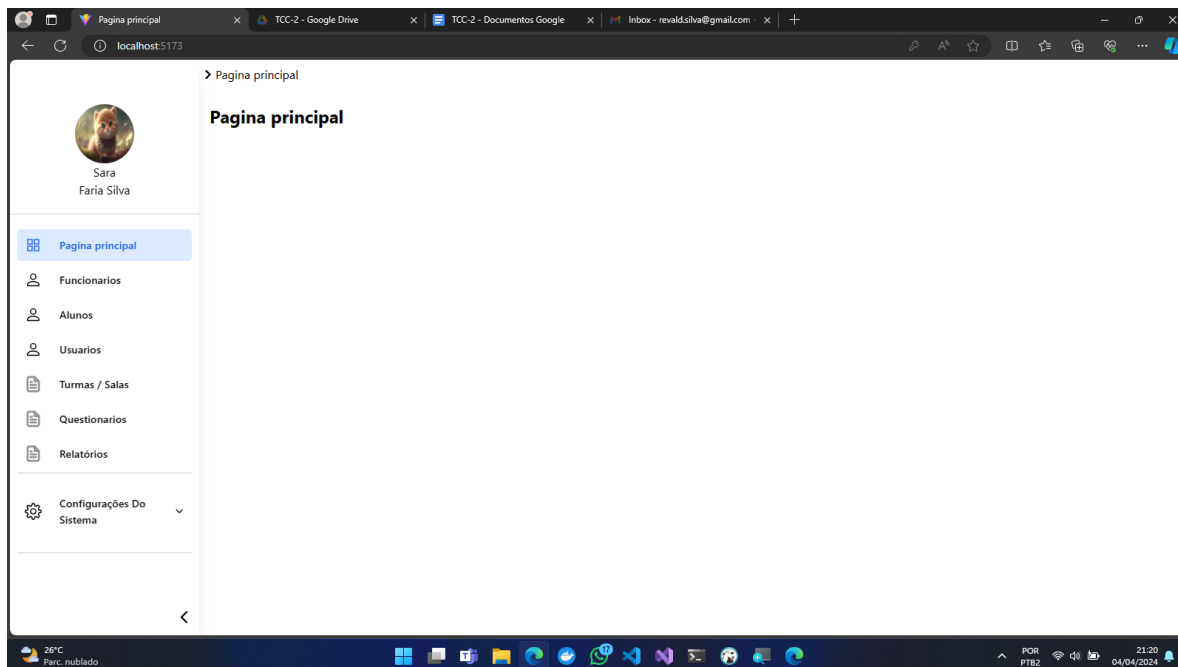 Pagina principal
TCC-2 - Google Drive
TCC-2 - Documentos Google
Inbox - revald.silva@gmail.com -
localhost:5173
Pagina principal
Pagina principal
Sara
Faria Silva
Pagina principal
Funcionarios
Alunos
Usuarios
Turmas / Salas
Questionarios
Relatórios
Configurações Do
Sistema
26°C
Parc. nublado
17
POR
PTB2
21:20
04/04/2024